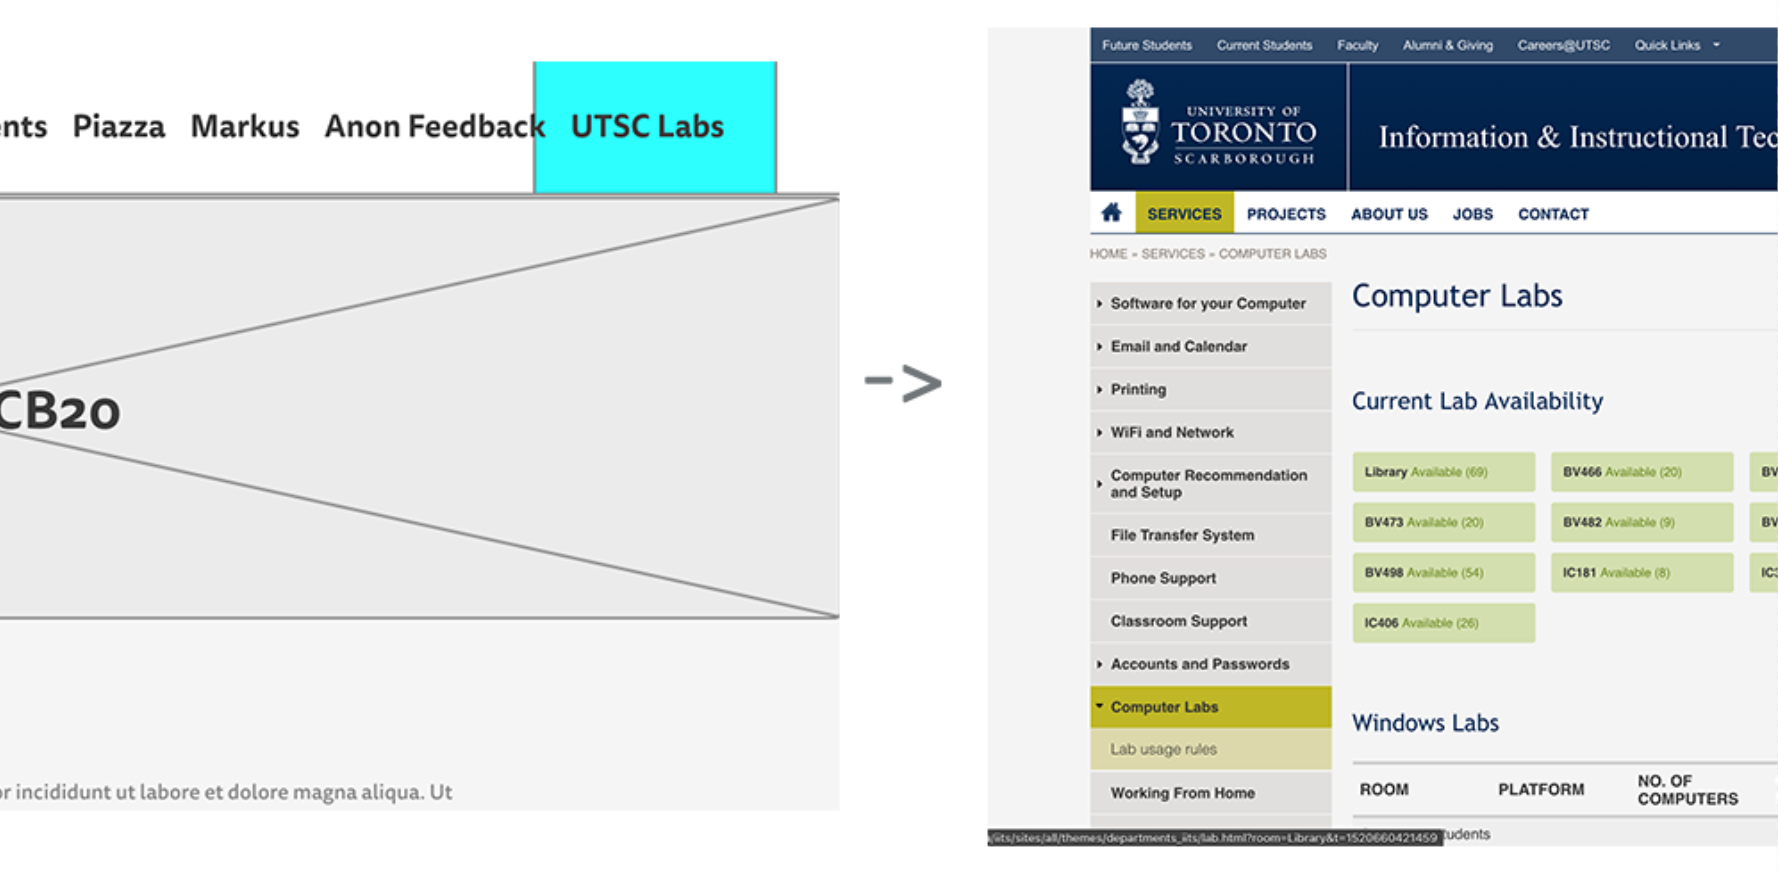 ents Piazza Markus Anon Feedback UTSC Labs
CB20
or incididunt ut labore et dolore magna aliqua. Ut
->
Future Students Current Students Faculty Alumni & Giving Careers@UTSC Quick Links
UNIVERSITY OF
TORONTO
SCARBOROUGH
Information & Instructional Tec
SERVICES PROJECTS ABOUT US JOBS CONTACT
HOME » SERVICES » COMPUTER LABS
Software for your Computer
Email and Calendar
Printing
WiFi and Network
Computer Recommendation
and Setup
File Transfer System
Phone Support
Classroom Support
Accounts and Passwords
Computer Labs
Lab usage rules
Working From Home
Computer Labs
Current Lab Availability
Library Available (69) BV466 Available (20) BV
BV473 Available (20) BV482 Available (9) BV
BV498 Available (54) IC181 Available (8) IC3
IC406 Available (26)
Windows Labs
ROOM PLATFORM NO. OF
COMPUTERS
/iits/sites/all/themes/departments_iits/lab.html?room=Library&t=1520660421459 tudents